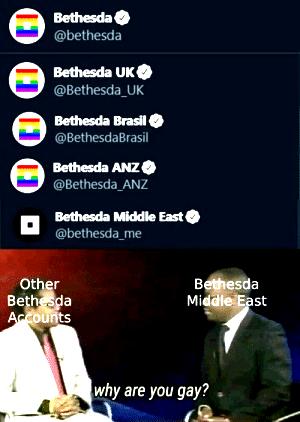 Bethesda
@bethesda
Bethesda UK
@Bethesda_UK
Bethesda Brasil
@BethesdaBrasil
Bethesda ANZ
@Bethesda_ANZ
Bethesda Middle East
@bethesda_me
Other
Bethesda
Accounts
Bethesda
Middle East
why are you gay?